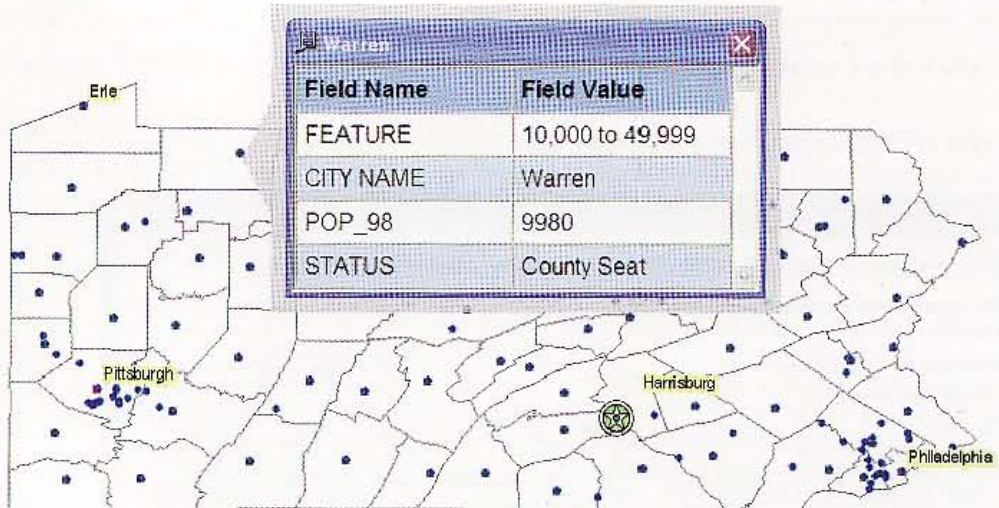 Warren
Field Name Field Value
FEATURE 10,000 to 49,999
CITY NAME Warren
POP_98 9980
STATUS County Seat
Erie
Pittsburgh
Harrisburg
Philadelphia